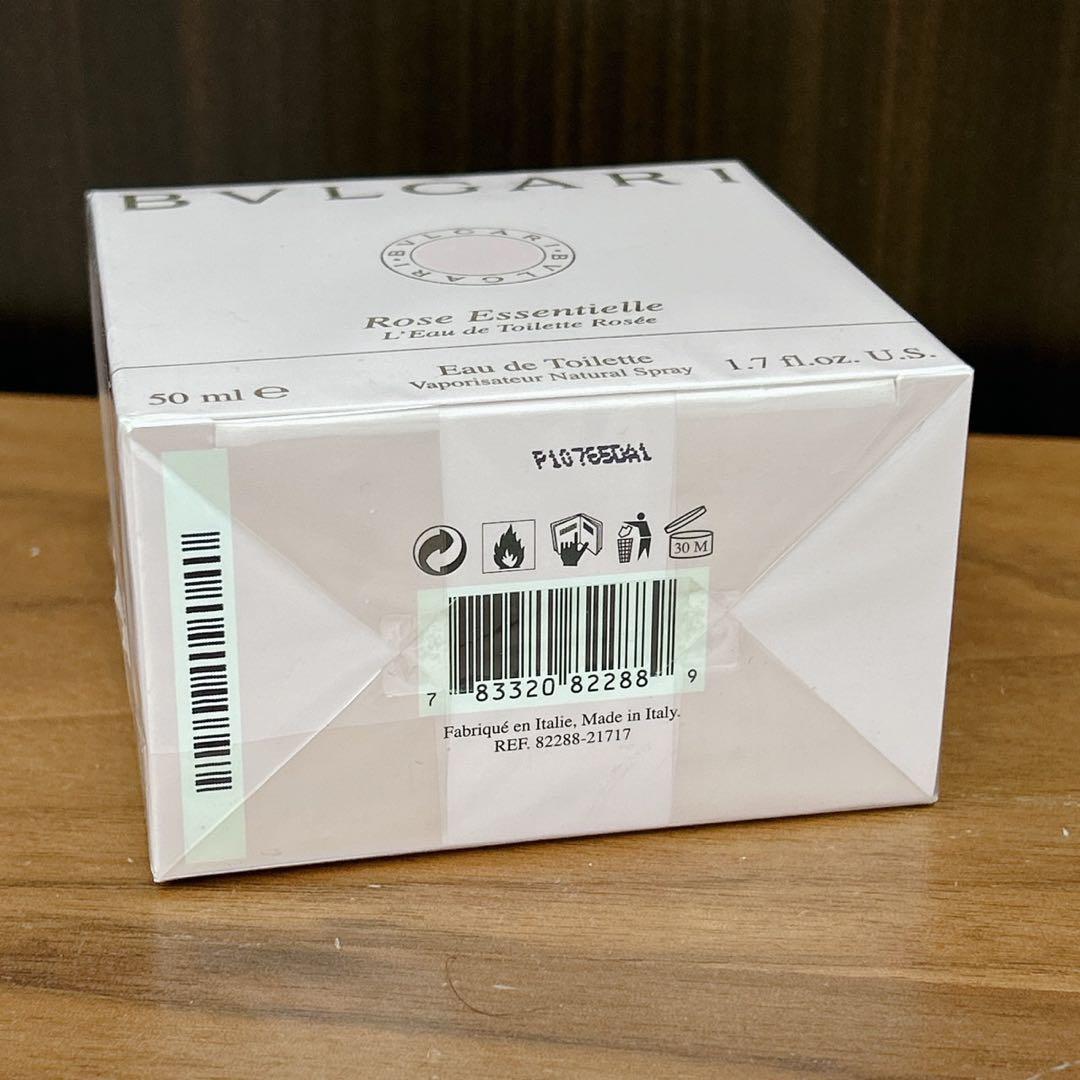 BVLGARI
BVLGARI • BVLGARI •
Rose Essentielle
L'Eau de Toilette Rosée
50 ml ℮
Eau de Toilette
Vaporisateur Natural Spray
1.7 fl.oz. U.S.
P10765DA1
30 M
7 83320 82288 9
Fabriqué en Italie, Made in Italy.
REF. 82288-21717